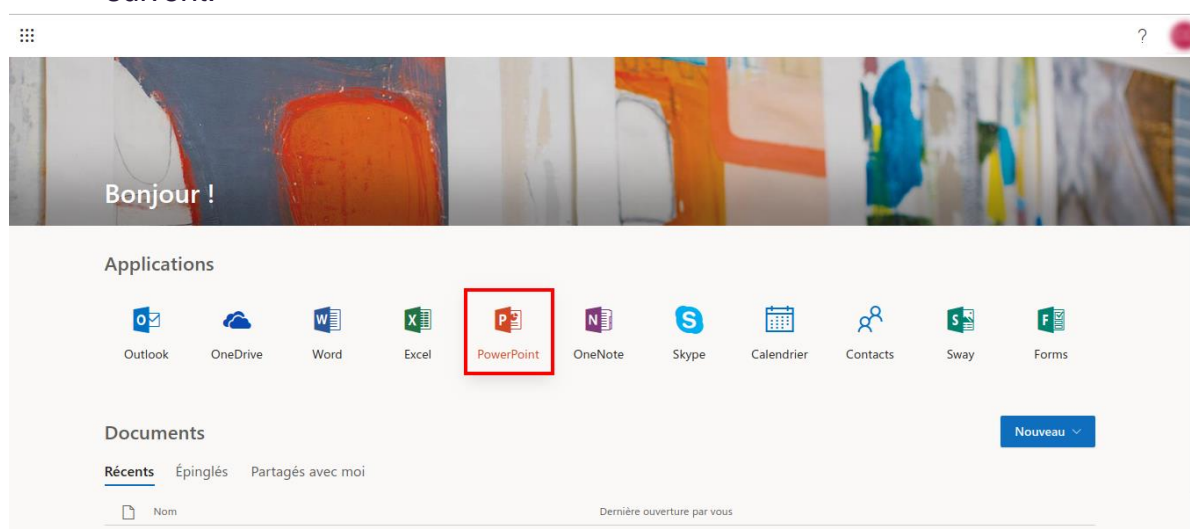 ?
Bonjour !
Applications
Outlook OneDrive Word Excel PowerPoint OneNote Skype Calendrier Contacts Sway Forms
Documents
Nouveau
Récents Épinglés Partagés avec moi
Nom Dernière ouverture par vous